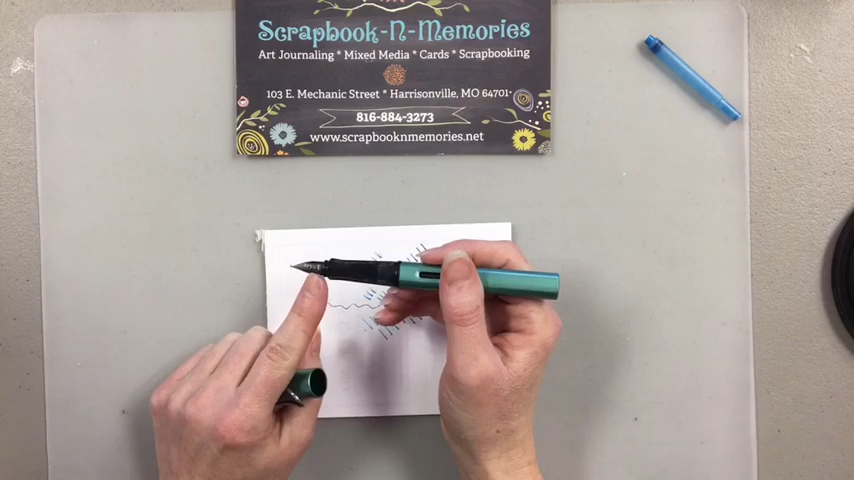 Scrapbook-N-Memories
Art Journaling * Mixed Media * Cards * Scrapbooking
103 E. Mechanic Street * Harrisonville, MO 64701
816-884-3273
www.scrapbooknmemories.net